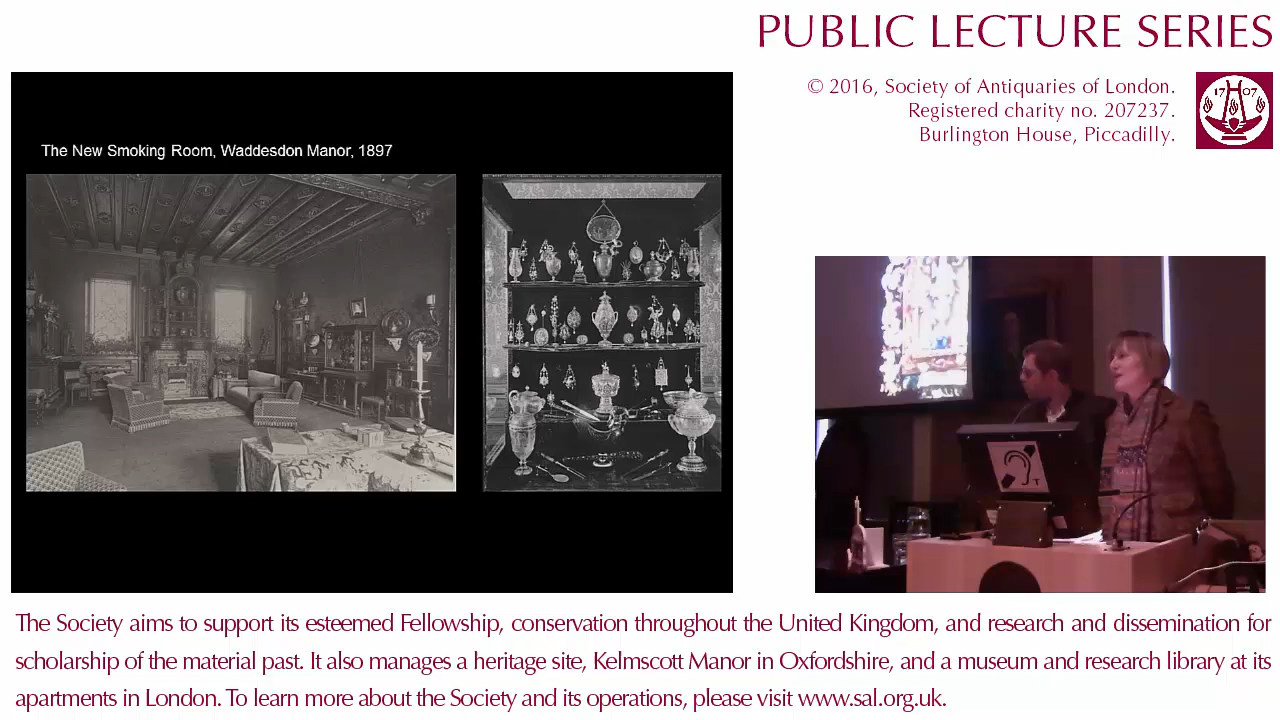 PUBLIC LECTURE SERIES
© 2016, Society of Antiquaries of London.
Registered charity no. 207237.
Burlington House, Piccadilly.
17 07
The New Smoking Room, Waddesdon Manor, 1897
T
The Society aims to support its esteemed Fellowship, conservation throughout the United Kingdom, and research and dissemination for
scholarship of the material past. It also manages a heritage site, Kelmscott Manor in Oxfordshire, and a museum and research library at its
apartments in London. To learn more about the Society and its operations, please visit www.sal.org.uk.